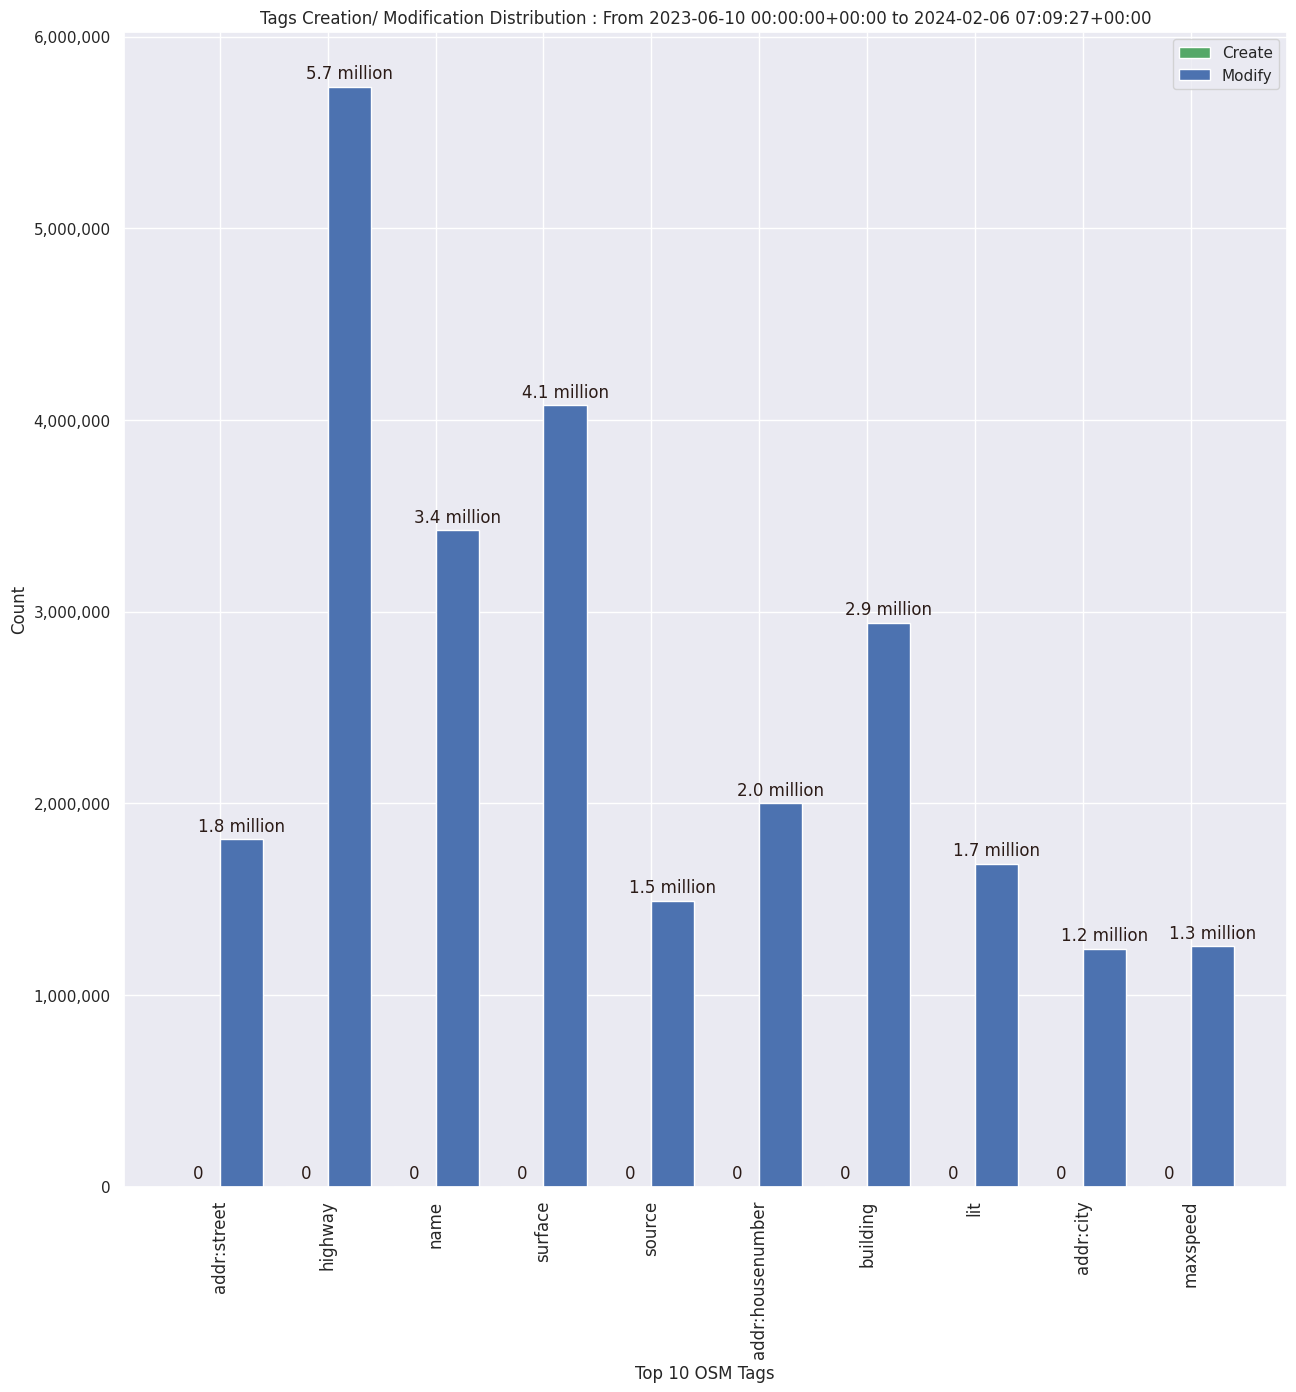 Tags Creation/ Modification Distribution : From 2023-06-10 00:00:00+00:00 to 2024-02-06 07:09:27+00:00
Create
Modify
Count
6,000,000
5,000,000
4,000,000
3,000,000
2,000,000
1,000,000
0
1.8 million
5.7 million
3.4 million
4.1 million
1.5 million
2.0 million
2.9 million
1.7 million
1.2 million
1.3 million
0
0
0
0
0
0
0
0
0
0
addr:street
highway
name
surface
source
addr:housenumber
building
lit
addr:city
maxspeed
Top 10 OSM Tags